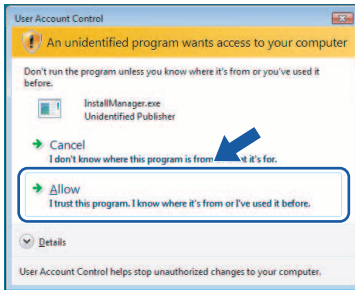 User Account Control
An unidentified program wants access to your computer
Don't run the program unless you know where it's from or you've used it
before.
InstallManager.exe
Unidentified Publisher
Cancel
I don't know where this program is from it's for.
Allow
I trust this program. I know where it's from or I've used it before.
Details
User Account Control helps stop unauthorized changes to your computer.